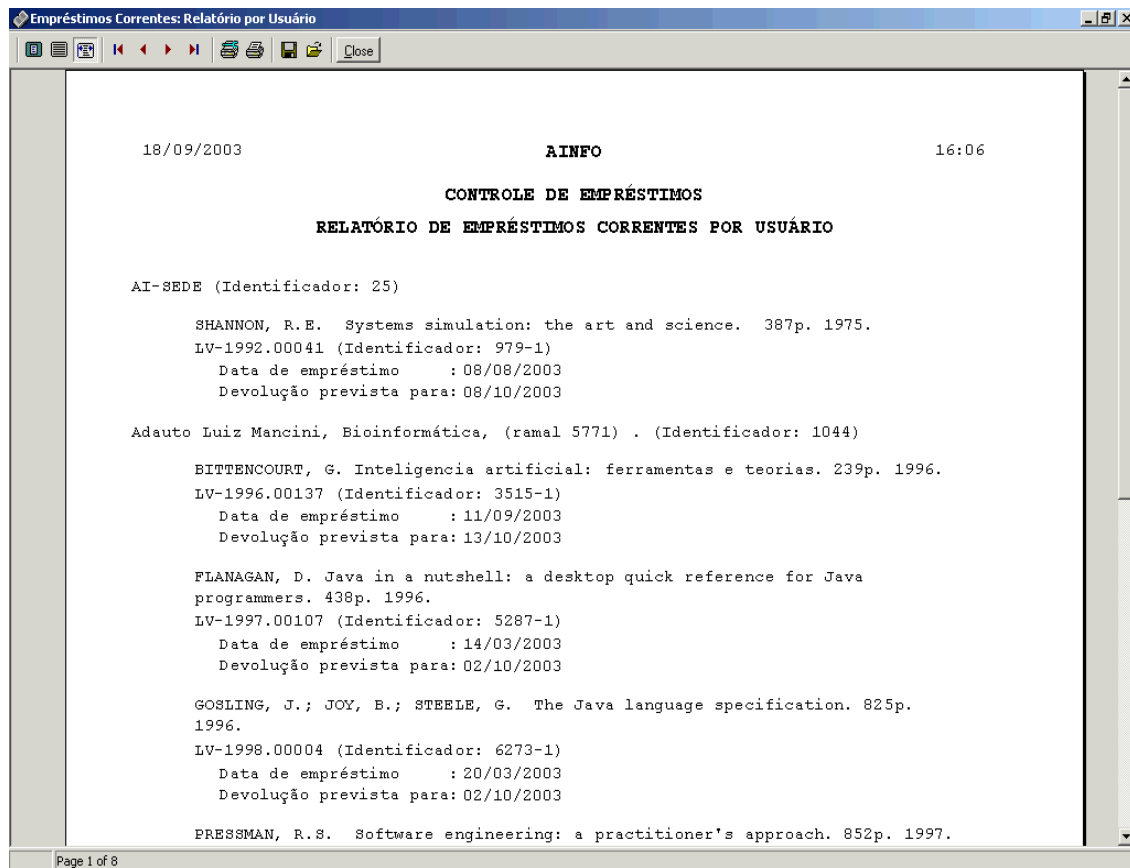 Empréstimos Correntes: Relatório por Usuário
Close
18/09/2003 AINFO 16:06
CONTROLE DE EMPRÉSTIMOS
RELATÓRIO DE EMPRÉSTIMOS CORRENTES POR USUÁRIO
AI-SEDE (Identificador: 25)
SHANNON, R.E.  Systems simulation: the art and science.  387p. 1975.
LV-1992.00041 (Identificador: 979-1)
Data de empréstimo : 08/08/2003
Devolução prevista para: 08/10/2003
Adauto Luiz Mancini, Bioinformática, (ramal 5771) . (Identificador: 1044)
BITTENCOURT, G. Inteligencia artificial: ferramentas e teorias. 239p. 1996.
LV-1996.00137 (Identificador: 3515-1)
Data de empréstimo : 11/09/2003
Devolução prevista para: 13/10/2003
FLANAGAN, D. Java in a nutshell: a desktop quick reference for Java
programmers. 438p. 1996.
LV-1997.00107 (Identificador: 5287-1)
Data de empréstimo : 14/03/2003
Devolução prevista para: 02/10/2003
GOSLING, J.; JOY, B.; STEELE, G.  The Java language specification. 825p.
1996.
LV-1998.00004 (Identificador: 6273-1)
Data de empréstimo : 20/03/2003
Devolução prevista para: 02/10/2003
PRESSMAN, R.S.  Software engineering: a practitioner's approach. 852p. 1997.
Page 1 of 8